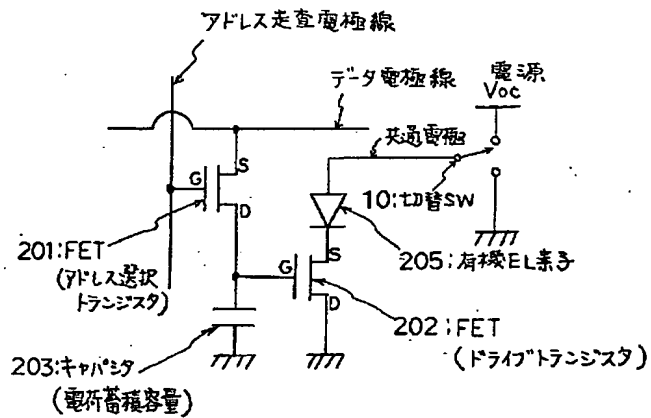 アドレス走査電極線
データ電極線
電源
Voc
共通電極
S
G
D
10:切替SW
201:FET
(アドレス選択
トランジスタ)
S
G
D
205:有機EL素子
202:FET
(ドライブトランジスタ)
203:キャパシタ
(電荷蓄積容量)